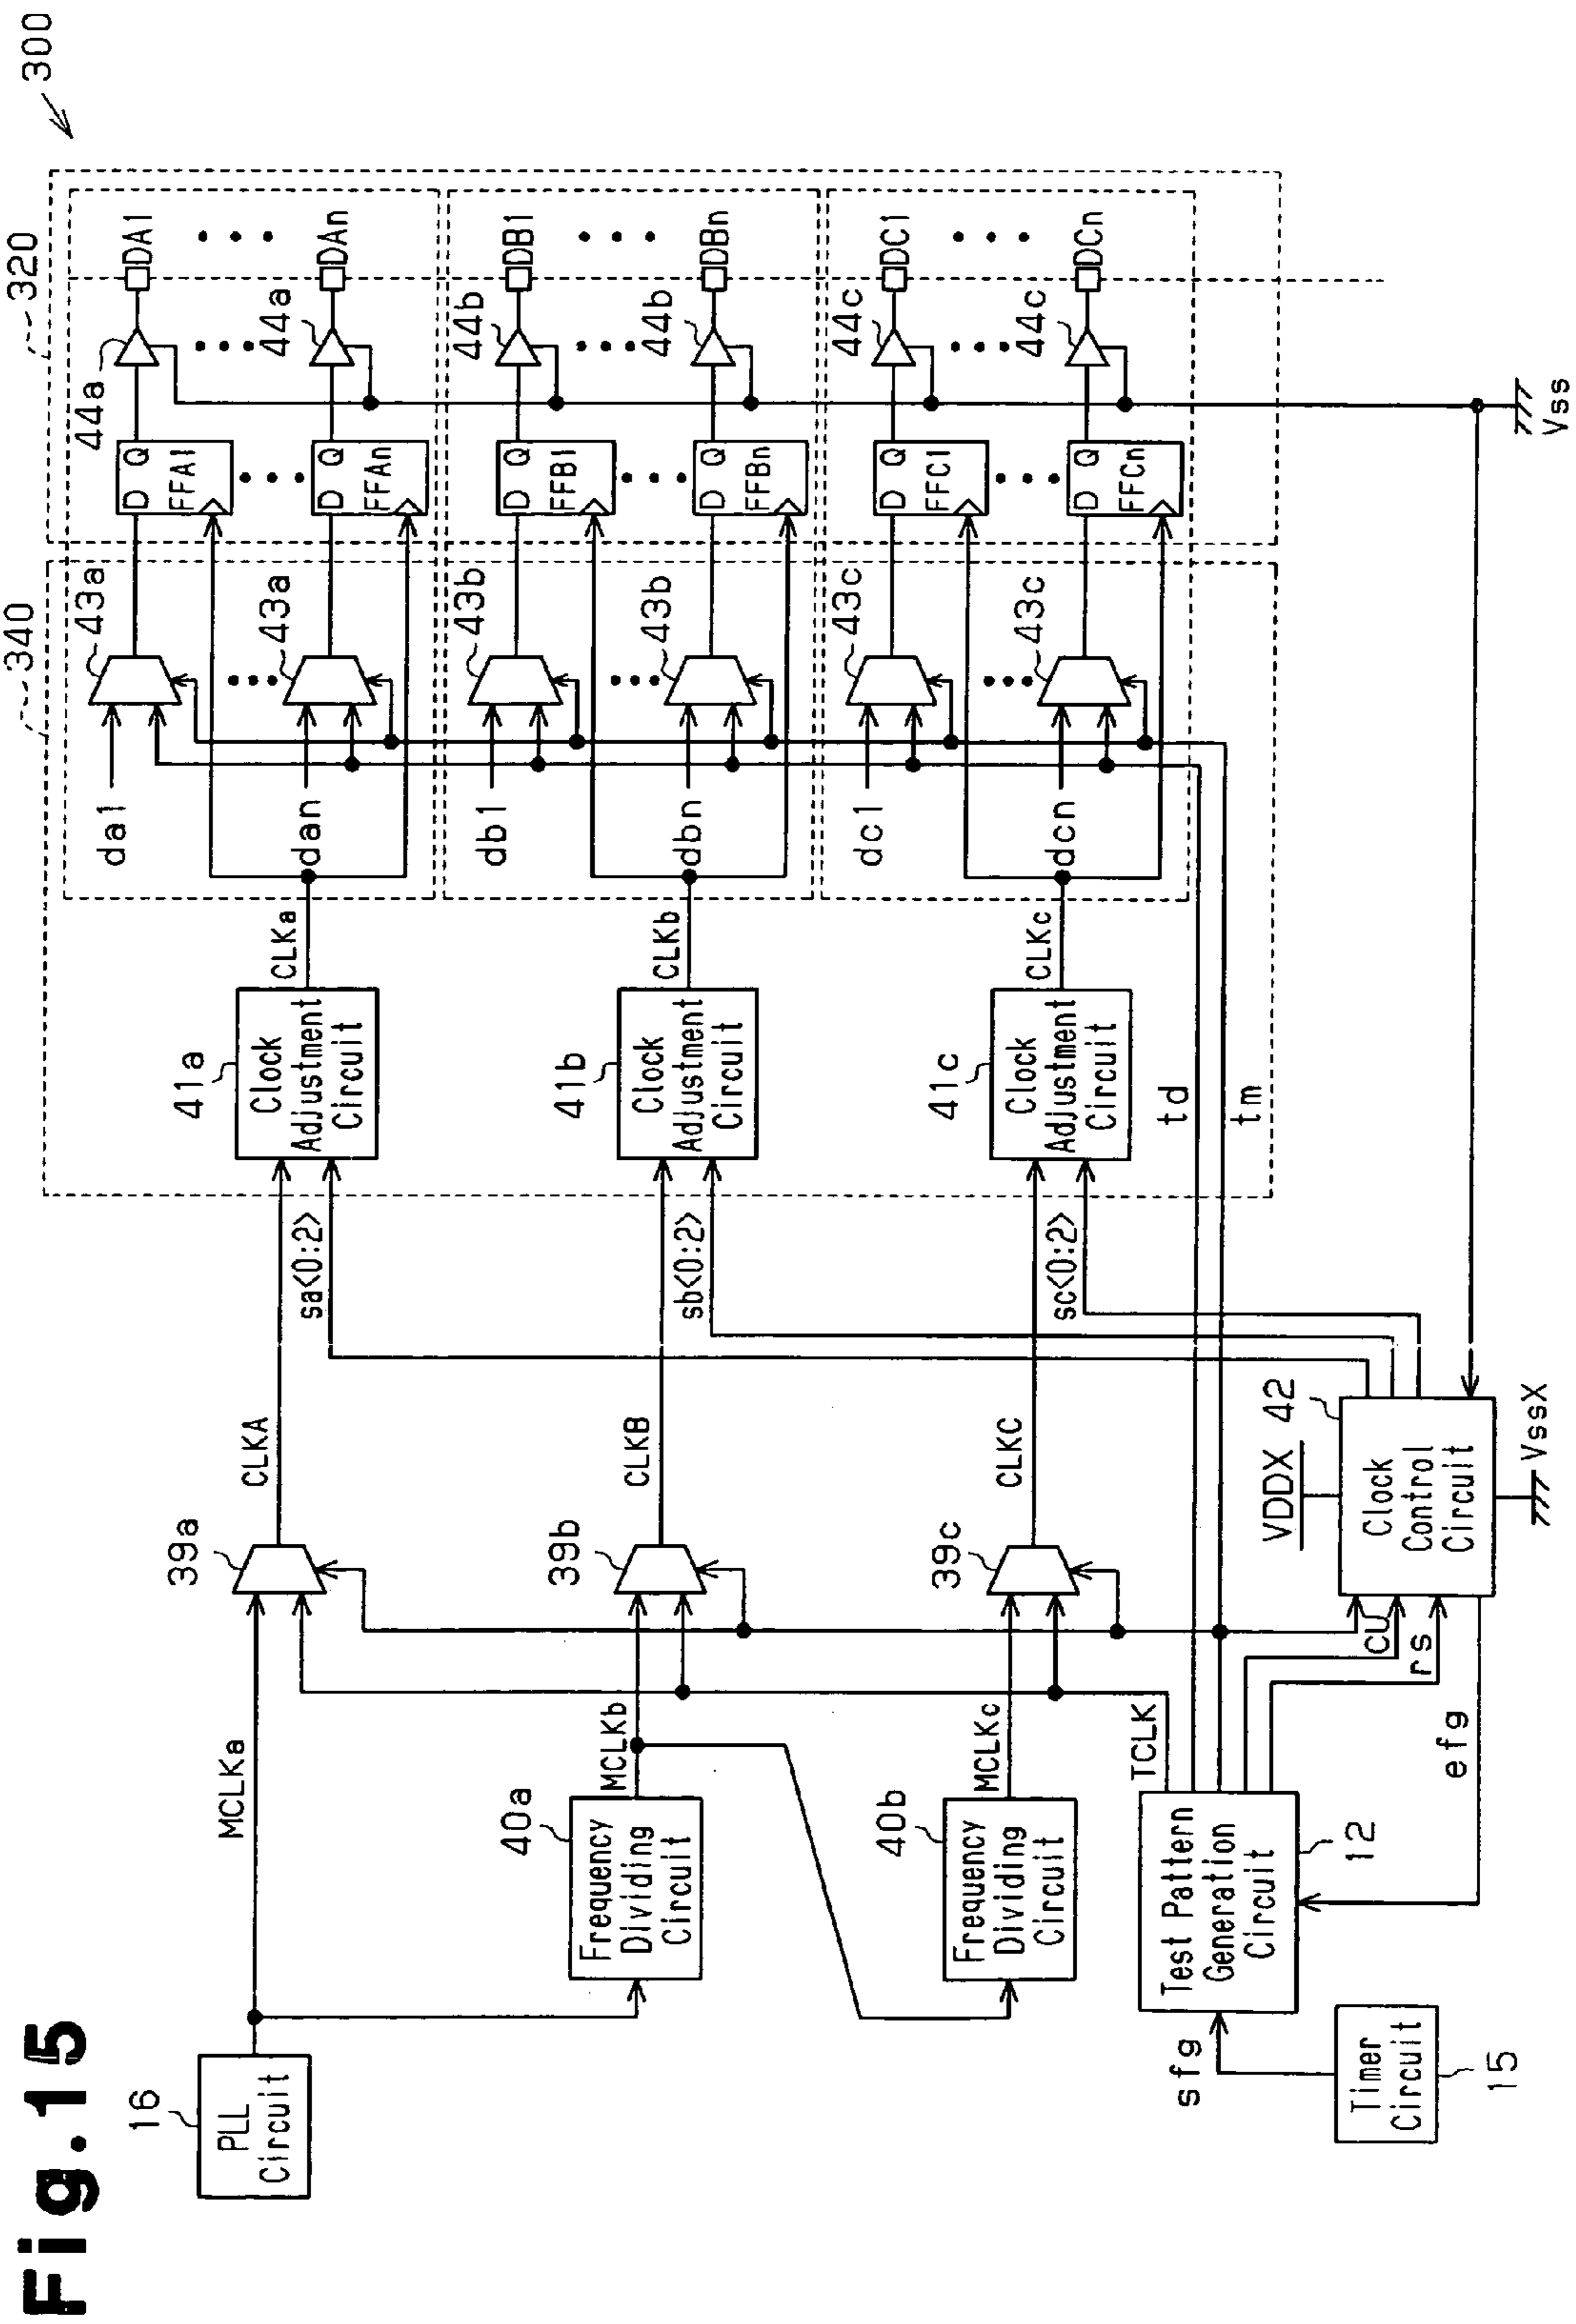 Fig.15
300
320
340
16
PLL
Circuit
MCLKa
39a
CLKA
sa<0:2>
41a
Clock
Adjustment
Circuit
CLKa
da1
dan
43a
43a
D Q
FFA1
D Q
FFAn
44a
44a
DA1
DAn
40a
Frequency
Dividing
Circuit
MCLKb
39b
CLKB
sb<0:2>
41b
Clock
Adjustment
Circuit
CLKb
db1
dbn
43b
43b
D Q
FFB1
D Q
FFBn
44b
44b
DB1
DBn
40b
Frequency
Dividing
Circuit
MCLKc
39c
CLKC
sc<0:2>
41c
Clock
Adjustment
Circuit
CLKc
dc1
dcn
43c
43c
D Q
FFC1
D Q
FFCn
44c
44c
DC1
DCn
Timer
Circuit
15
sfg
Test Pattern
Generation
Circuit
12
TCLK
td
tm
CU
rs
efg
VDDX
42
Clock
Control
Circuit
VssX
Vss